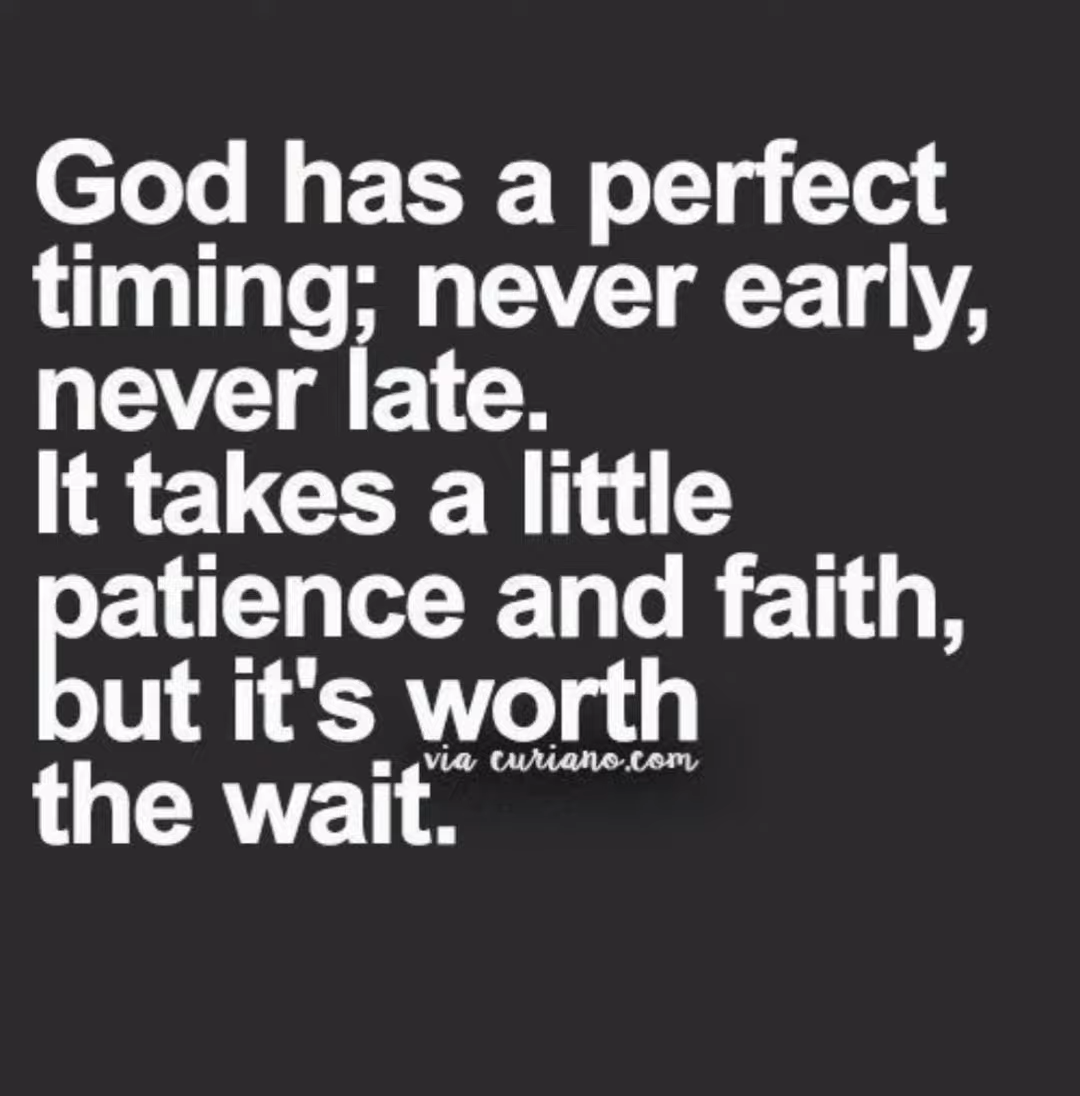 God has a perfect
timing; never early,
never late.
It takes a little
patience and faith,
but it's worth
via curiano.com
the wait.